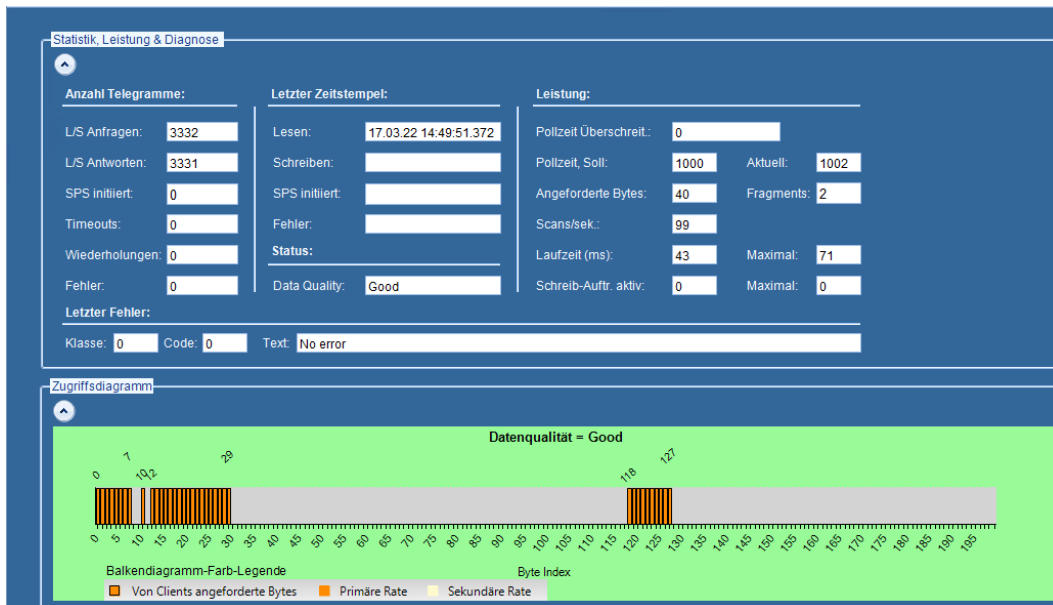 Statistik, Leistung & Diagnose
Anzahl Telegramme: Letzter Zeitstempel: Leistung:
L/S Anfragen: 3332 Lesen: 17.03.22 14:49:51.372 Pollzeit Überschreit.: 0
L/S Antworten: 3331 Schreiben: Pollzeit, Soll: 1000 Aktuell: 1002
SPS initiiert: 0 SPS initiiert: Angeforderte Bytes: 40 Fragments: 2
Timeouts: 0 Fehler: Scans/sek.: 99
Wiederholungen: 0 Status: Laufzeit (ms): 43 Maximal: 71
Fehler: 0 Data Quality: Good Schreib-Auftr. aktiv: 0 Maximal: 0
Letzter Fehler:
Klasse: 0 Code: 0 Text: No error
Zugriffsdiagramm
Datenqualität = Good
0 7 10 12 29 118 127
0 5 10 15 20 25 30 35 40 45 50 55 60 65 70 75 80 85 90 95 100 105 110 115 120 125 130 135 140 145 150 155 160 165 170 175 180 185 190 195
Balkendiagramm-Farb-Legende Byte Index
Von Clients angeforderte Bytes Primäre Rate Sekundäre Rate